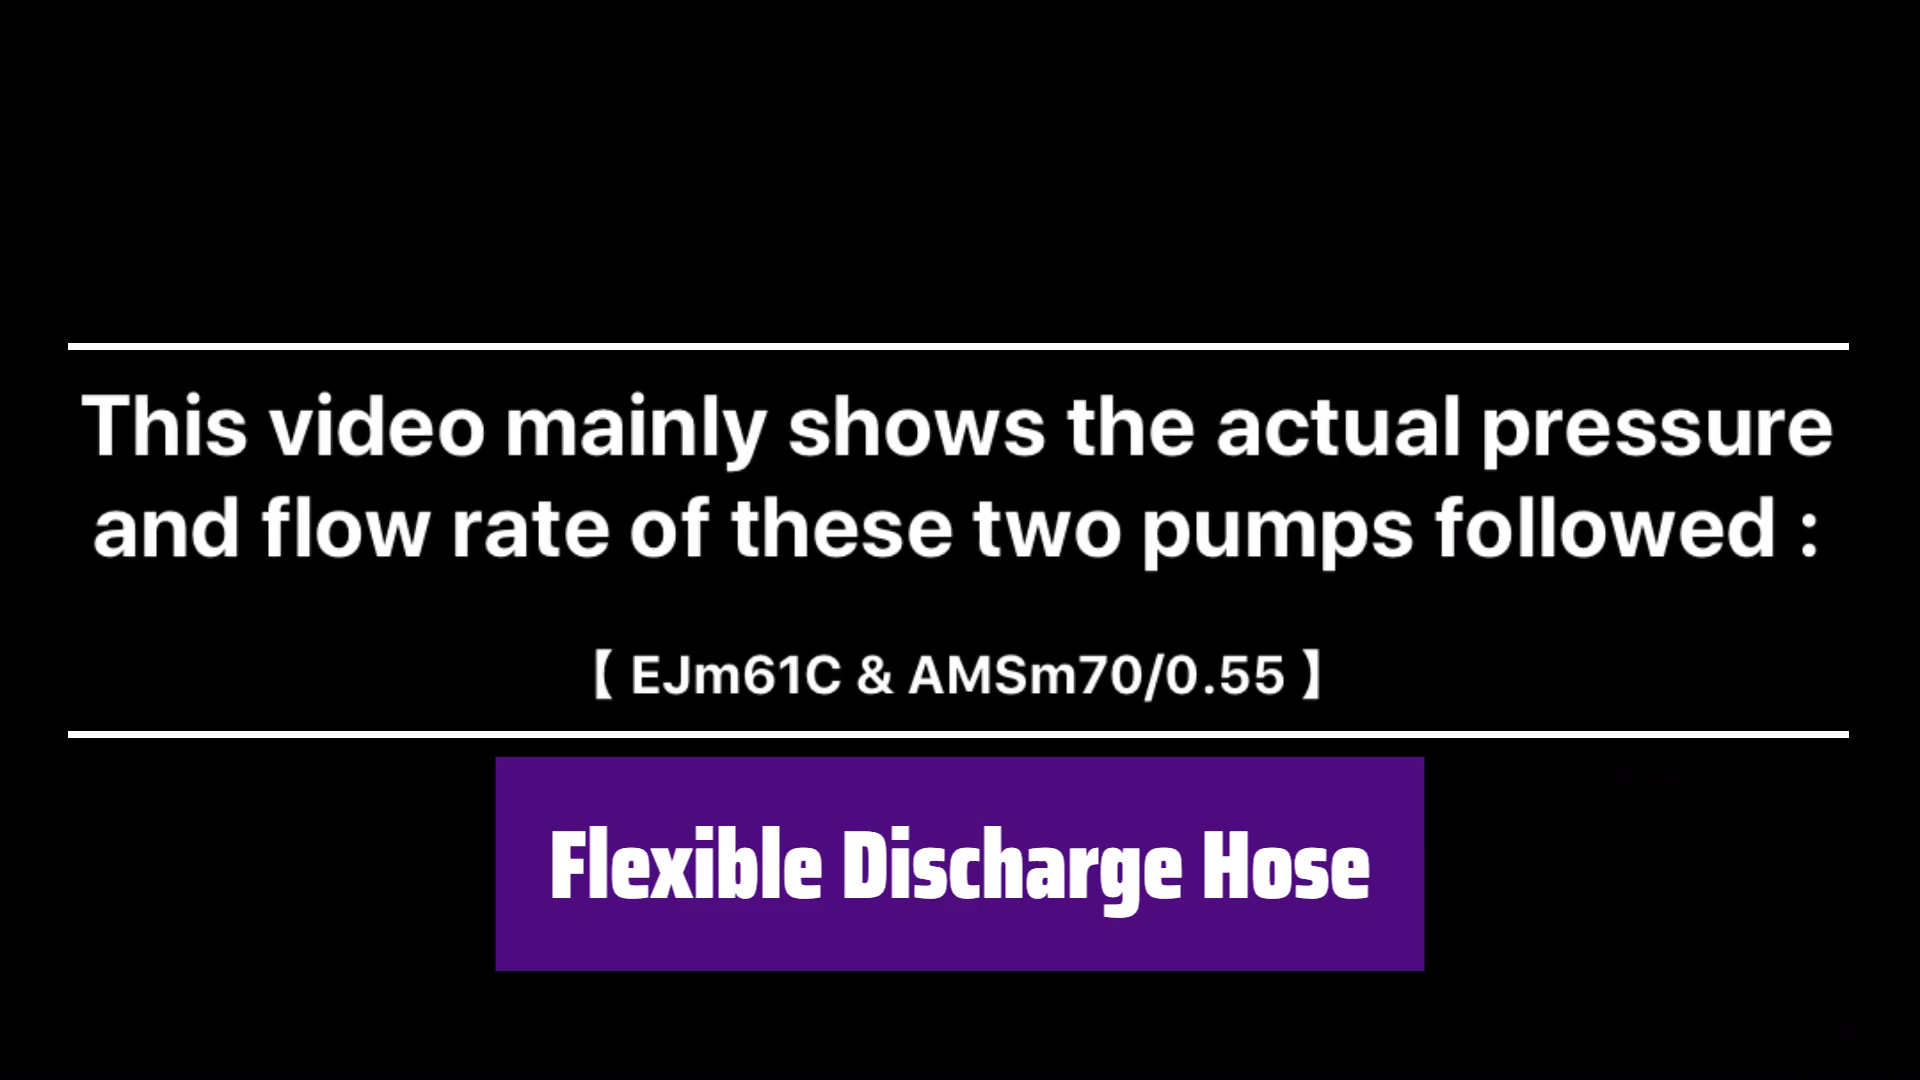 This video mainly shows the actual pressure
and flow rate of these two pumps followed :
【 EJm61C & AMSm70/0.55 】
Flexible Discharge Hose